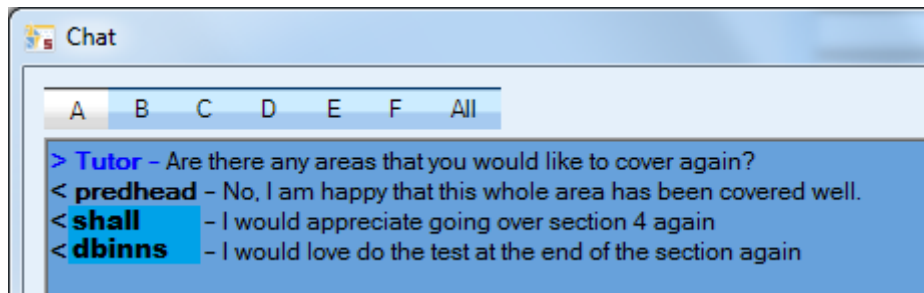 Chat
A B C D E F All
> Tutor – Are there any areas that you would like to cover again?
< predhead – No, I am happy that this whole area has been covered well.
< shall – I would appreciate going over section 4 again
< dbinns – I would love do the test at the end of the section again